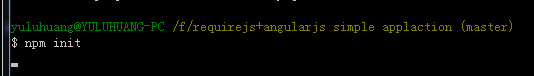 yuluhuang@YULUHUANG-PC /f/requirejs+angularjs simple applaction (master)
$ npm init